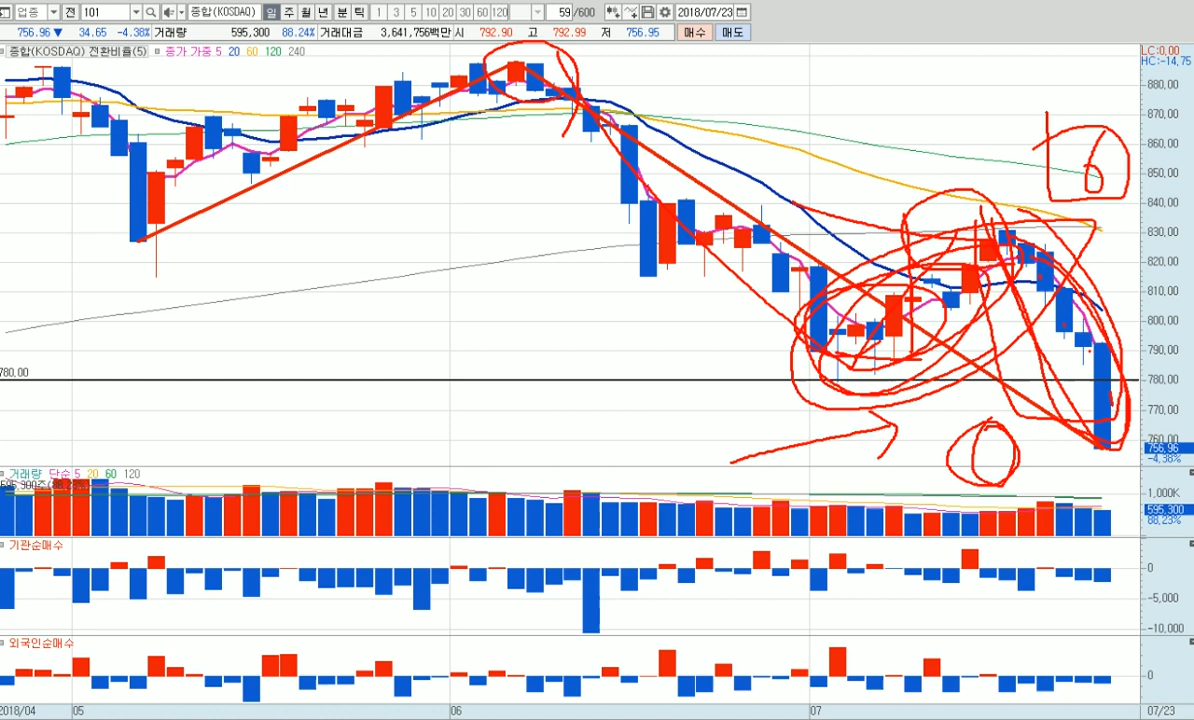 업종 전 101 종합(KOSDAQ) 일 주 월 년 분 틱 1 3 5 10 20 30 60 120 59 /600 2018/07/23
756.96 ▼ 34.65 -4.38% 거래량 595,300 88.24% 거래대금 3,641,756백만 시 792.90 고 792.99 저 756.95 매수 매도
종합(KOSDAQ) 전환비율(5) 종가 가중 5 20 60 120 240
LC:0,00
HC:-14,75
880,00
870,00
860,00
850,00
840,00
830,00
820,00
810,00
800,00
790,00
780,00
780,00
770,00
760,00
756,96
-4,38%
거래량 단순 5 20 60 120
1,000K
595,300
88,23%
기관순매수
0
-5,000
-10,000
외국인순매수
0
2018/04 05 06 07 07/23